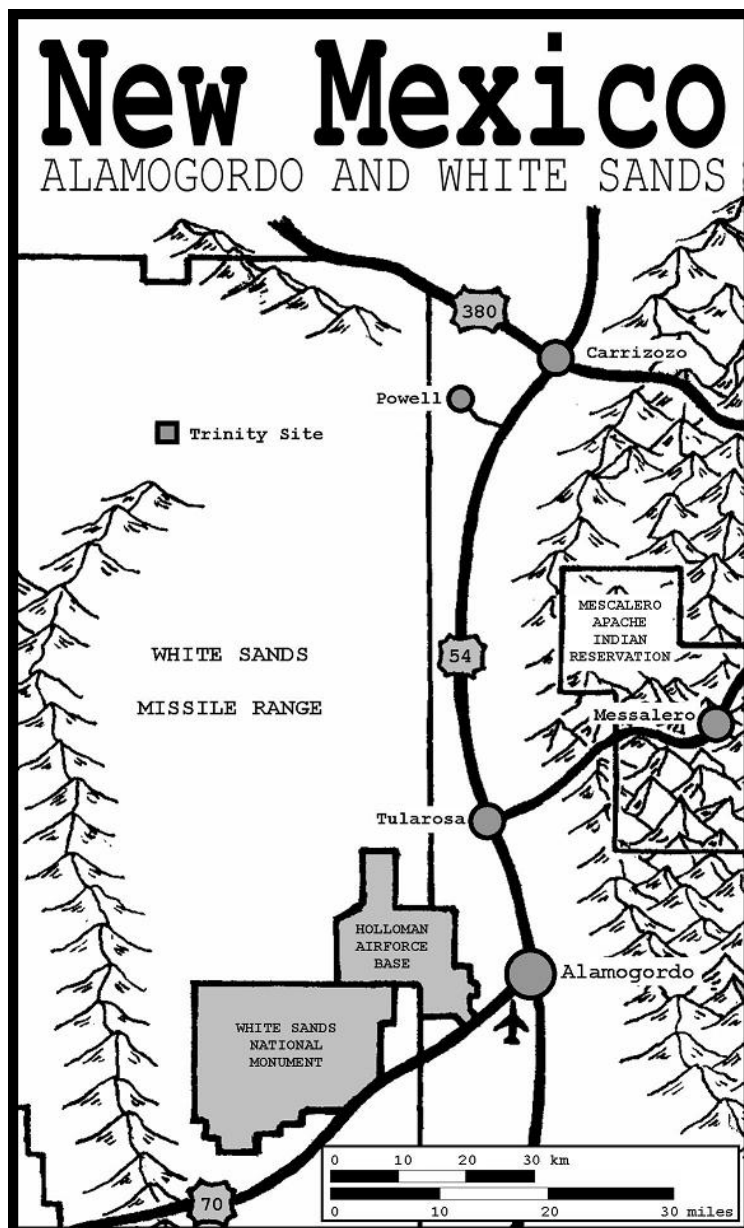 New Mexico
ALAMOGORDO AND WHITE SANDS
380
Carrizozo
Powell
Trinity Site
MESCALERO
APACHE
INDIAN
RESERVATION
WHITE SANDS
54
MISSILE RANGE
Messalero
Tularosa
HOLLOMAN
AIRFORCE
BASE
Alamogordo
WHITE SANDS
NATIONAL
MONUMENT
0 10 20 30 km
70
0 10 20 30 miles